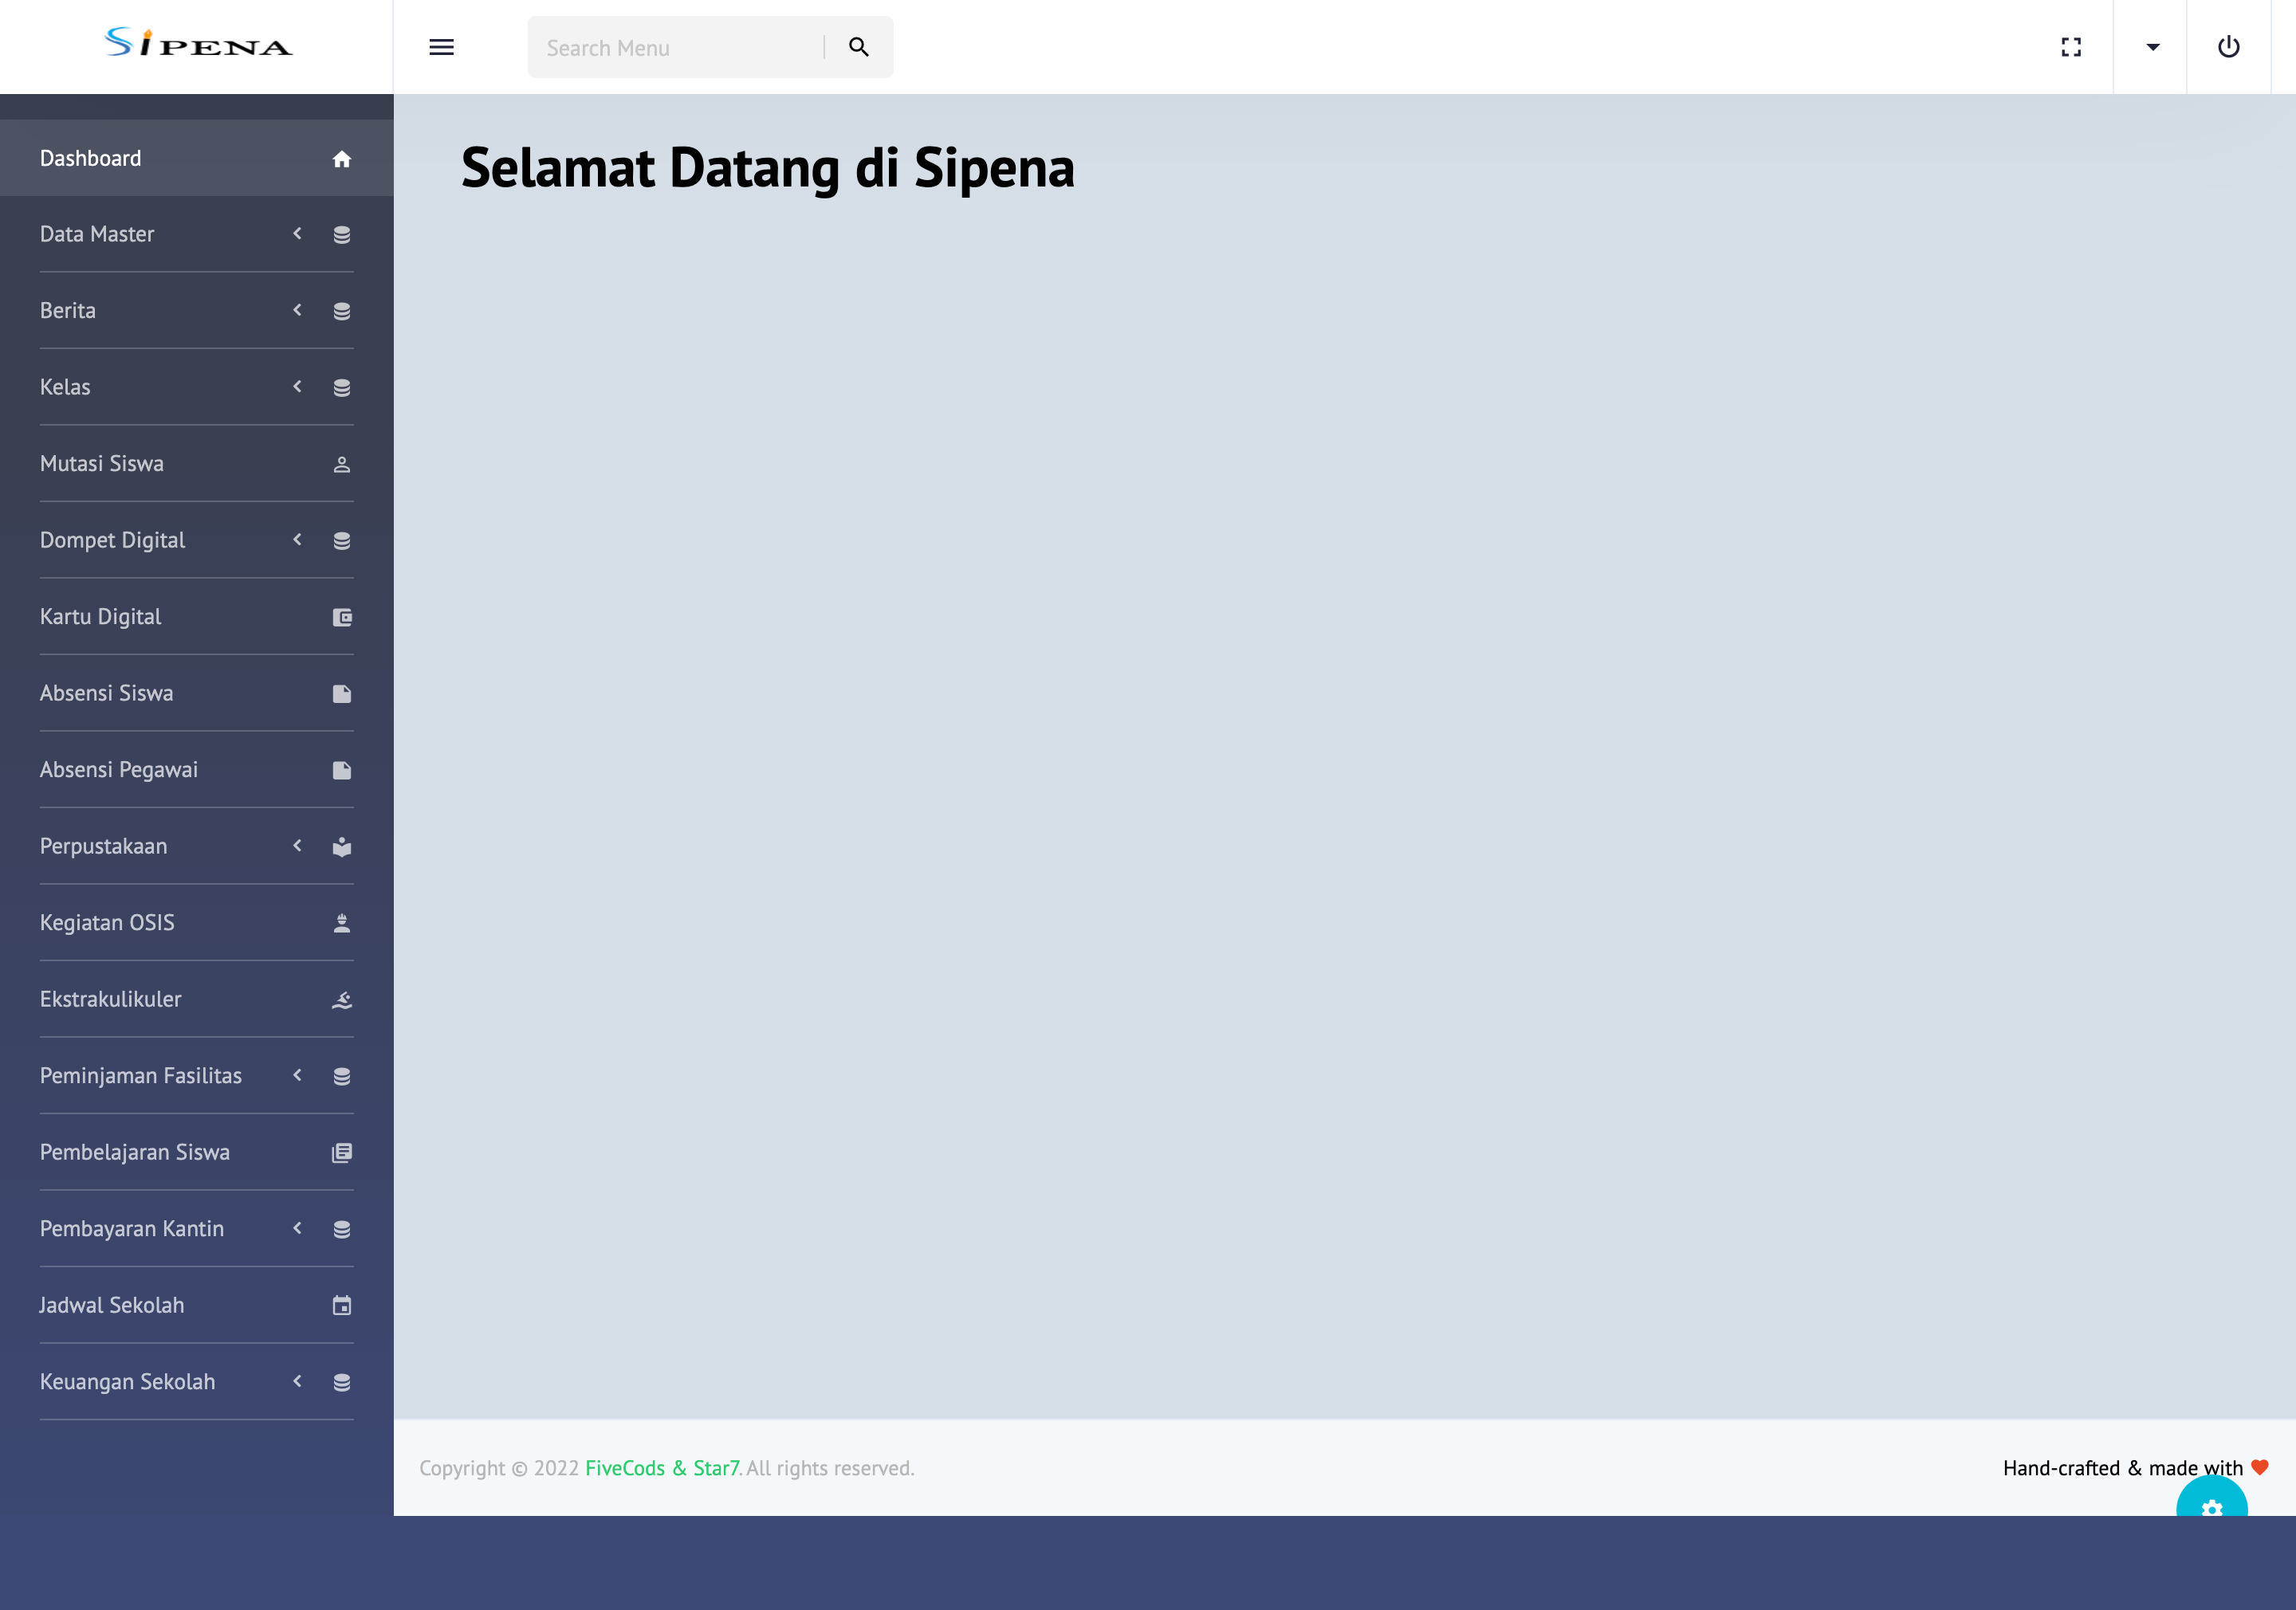 SiPENA
Search Menu
Dashboard
Selamat Datang di Sipena
Data Master
Berita
Kelas
Mutasi Siswa
Dompet Digital
Kartu Digital
Absensi Siswa
Absensi Pegawai
Perpustakaan
Kegiatan OSIS
Ekstrakulikuler
Peminjaman Fasilitas
Pembelajaran Siswa
Pembayaran Kantin
Jadwal Sekolah
Keuangan Sekolah
Copyright © 2022 FiveCods & Star7. All rights reserved.
Hand-crafted & made with